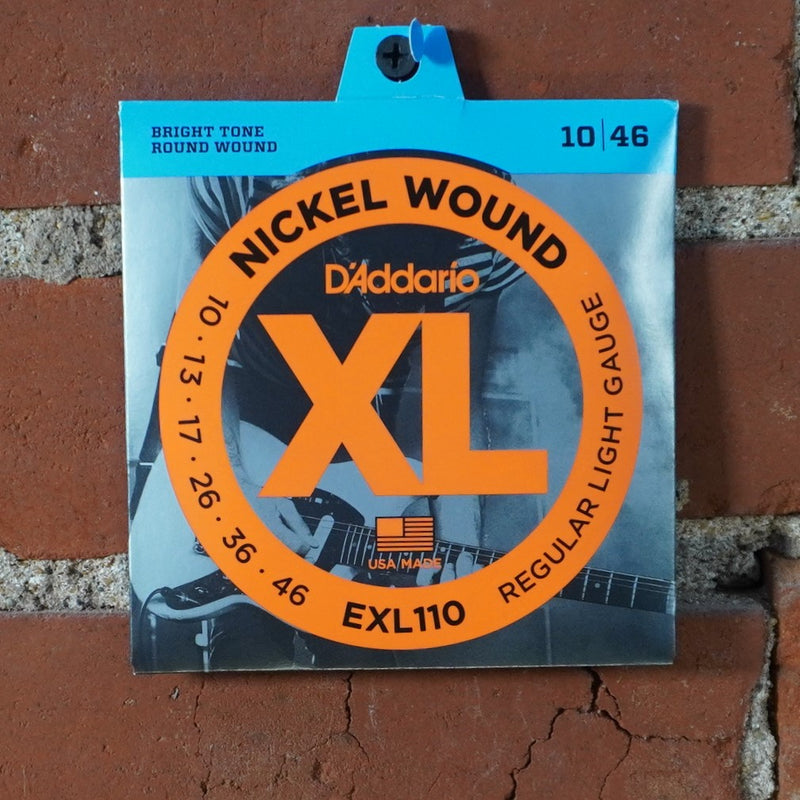 BRIGHT TONE
ROUND WOUND
10|46
NICKEL WOUND
D'Addario
XL
10 · 13 · 17 · 26 · 36 · 46
REGULAR LIGHT GAUGE
USA MADE
EXL110